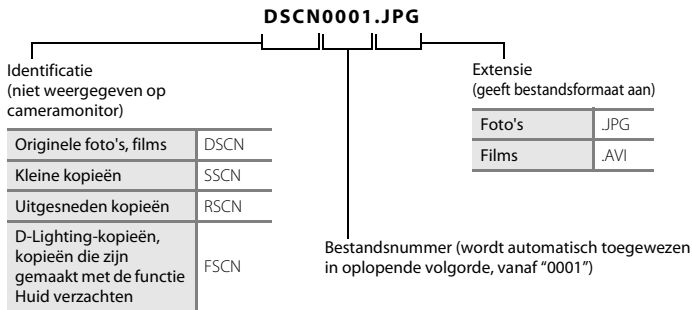 DSCN0001.JPG
Identificatie
(niet weergegeven op
cameramonitor)
Originele foto's, films DSCN
Kleine kopieën SSCN
Uitgesneden kopieën RSCN
D-Lighting-kopieën,
kopieën die zijn
gemaakt met de functie
Huid verzachten
FSCN
Extensie
(geeft bestandsformaat aan)
Foto's .JPG
Films .AVI
Bestandsnummer (wordt automatisch toegewezen
in oplopende volgorde, vanaf “0001”)